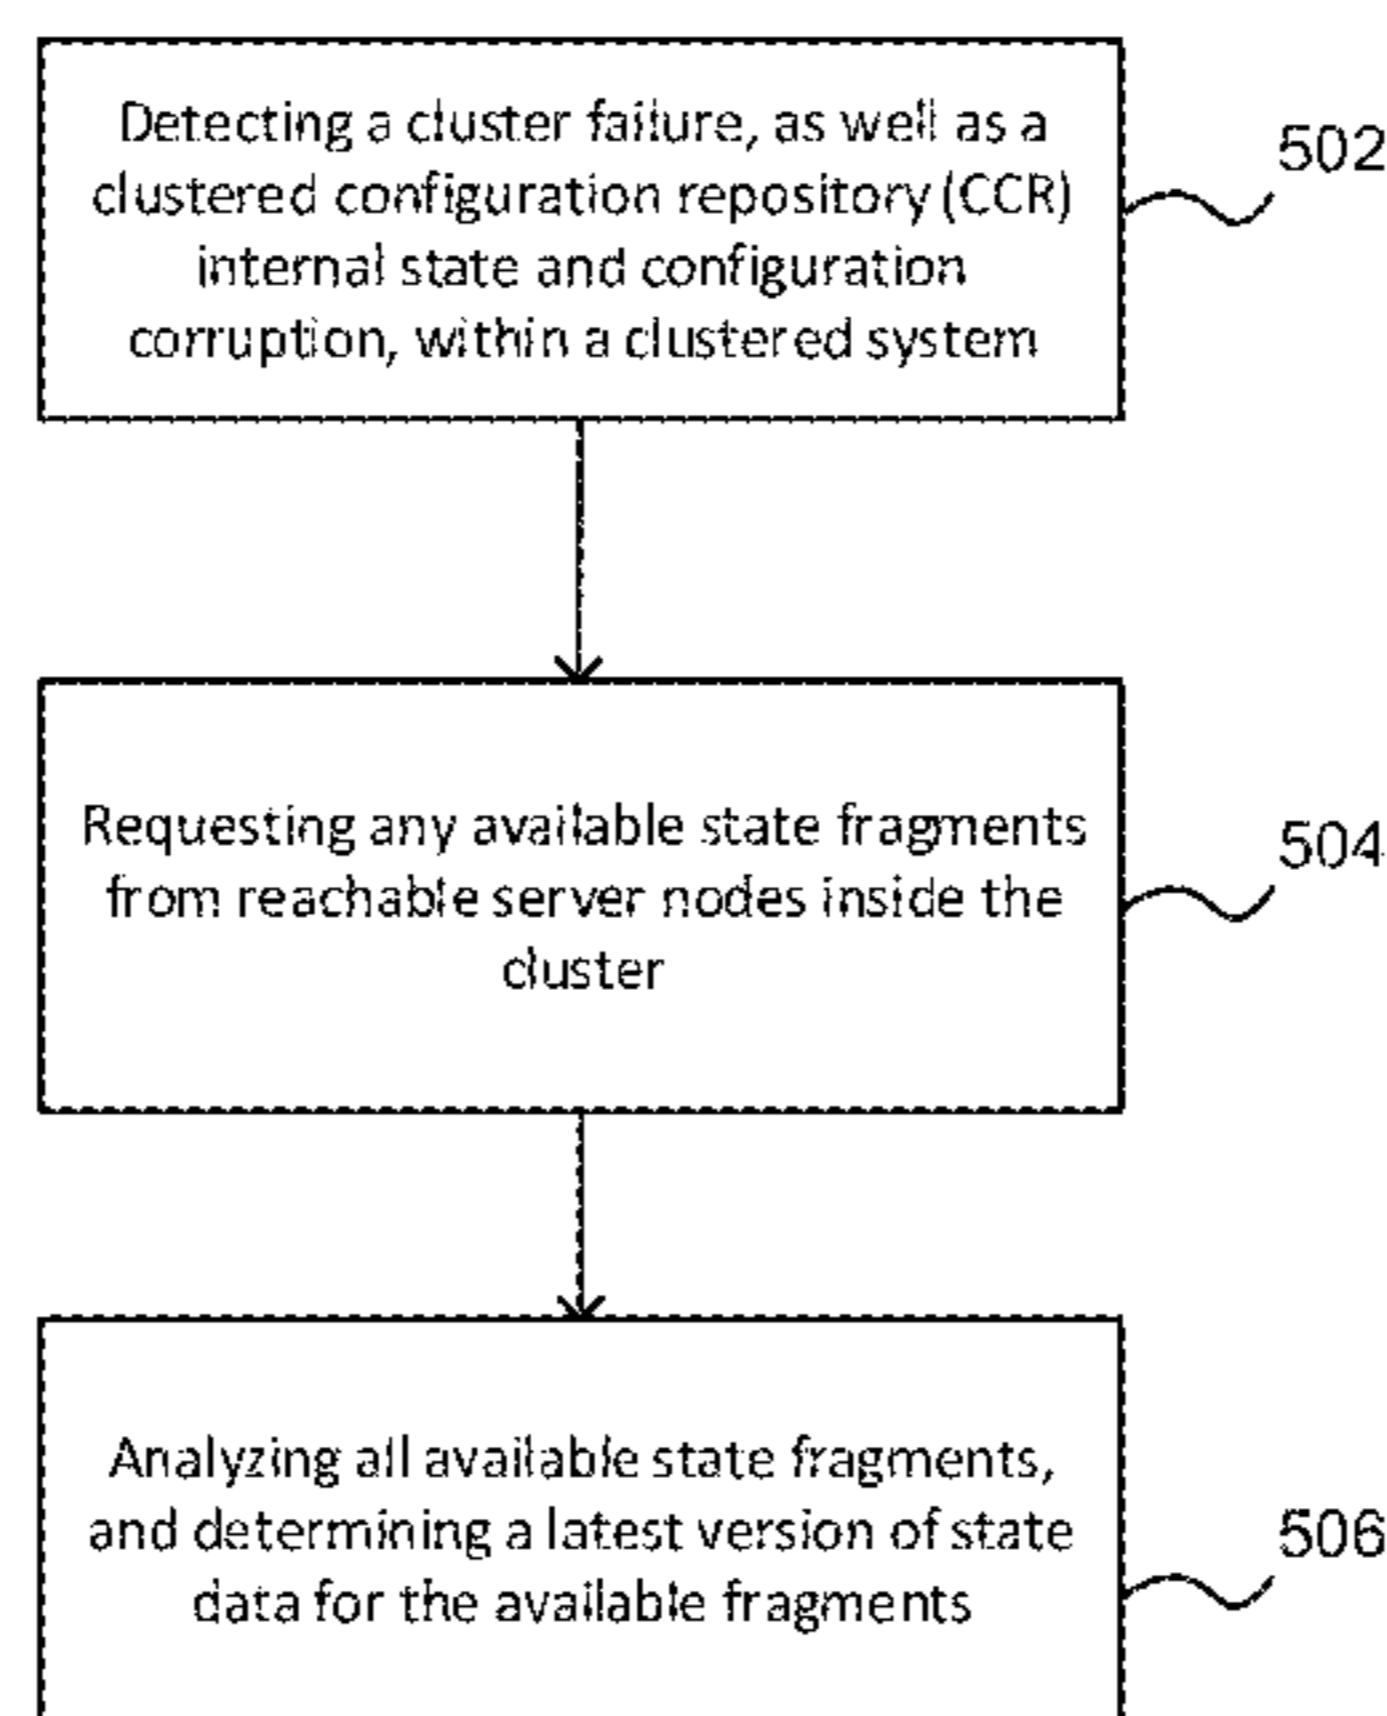 Detecting a cluster failure, as well as a
clustered configuration repository (CCR)
internal state and configuration
corruption, within a clustered system
502
Requesting any available state fragments
from reachable server nodes inside the
cluster
504
Analyzing all available state fragments,
and determining a latest version of state
data for the available fragments
506